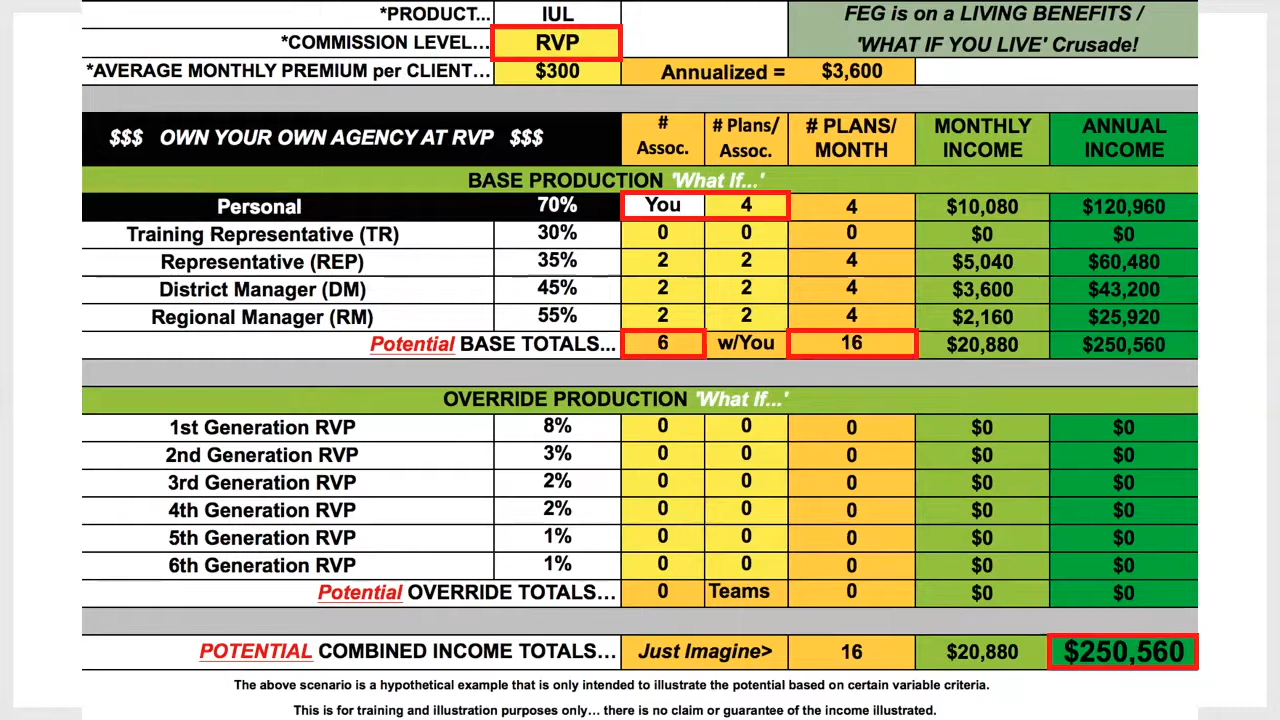 *PRODUCT... IUL FEG is on a LIVING BENEFITS /
*COMMISSION LEVEL... RVP 'WHAT IF YOU LIVE' Crusade!
*AVERAGE MONTHLY PREMIUM per CLIENT... $300 Annualized = $3,600
$$$ OWN YOUR OWN AGENCY AT RVP $$$ # Assoc. # Plans/ Assoc. # PLANS/ MONTH MONTHLY INCOME ANNUAL INCOME
BASE PRODUCTION 'What If...'
Personal 70% You 4 4 $10,080 $120,960
Training Representative (TR) 30% 0 0 0 $0 $0
Representative (REP) 35% 2 2 4 $5,040 $60,480
District Manager (DM) 45% 2 2 4 $3,600 $43,200
Regional Manager (RM) 55% 2 2 4 $2,160 $25,920
Potential BASE TOTALS... 6 w/You 16 $20,880 $250,560
OVERRIDE PRODUCTION 'What If...'
1st Generation RVP 8% 0 0 0 $0 $0
2nd Generation RVP 3% 0 0 0 $0 $0
3rd Generation RVP 2% 0 0 0 $0 $0
4th Generation RVP 2% 0 0 0 $0 $0
5th Generation RVP 1% 0 0 0 $0 $0
6th Generation RVP 1% 0 0 0 $0 $0
Potential OVERRIDE TOTALS... 0 Teams 0 $0 $0
POTENTIAL COMBINED INCOME TOTALS... Just Imagine> 16 $20,880 $250,560
The above scenario is a hypothetical example that is only intended to illustrate the potential based on certain variable criteria.
This is for training and illustration purposes only... there is no claim or guarantee of the income illustrated.